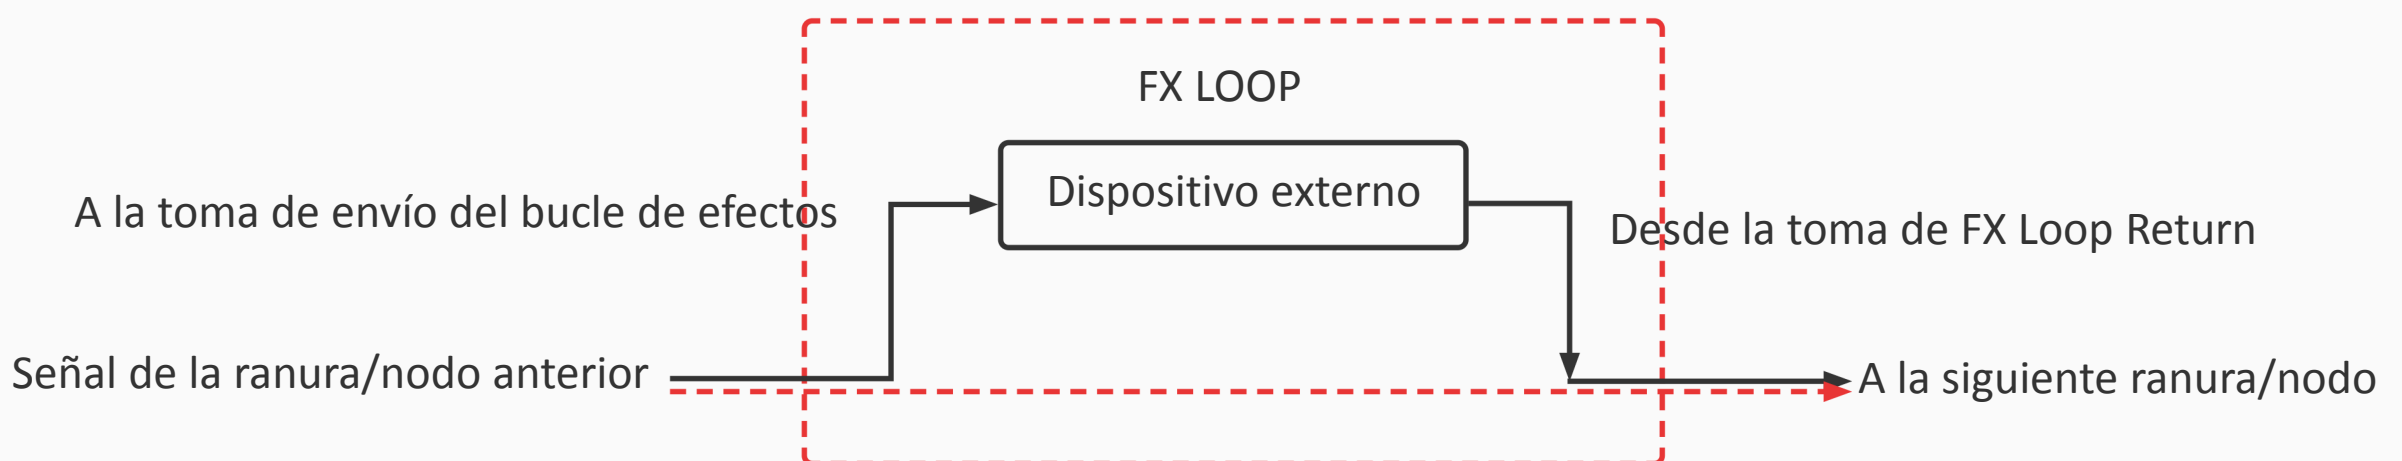 FX LOOP
Dispositivo externo
A la toma de envío del bucle de efectos
Desde la toma de FX Loop Return
Señal de la ranura/nodo anterior
A la siguiente ranura/nodo